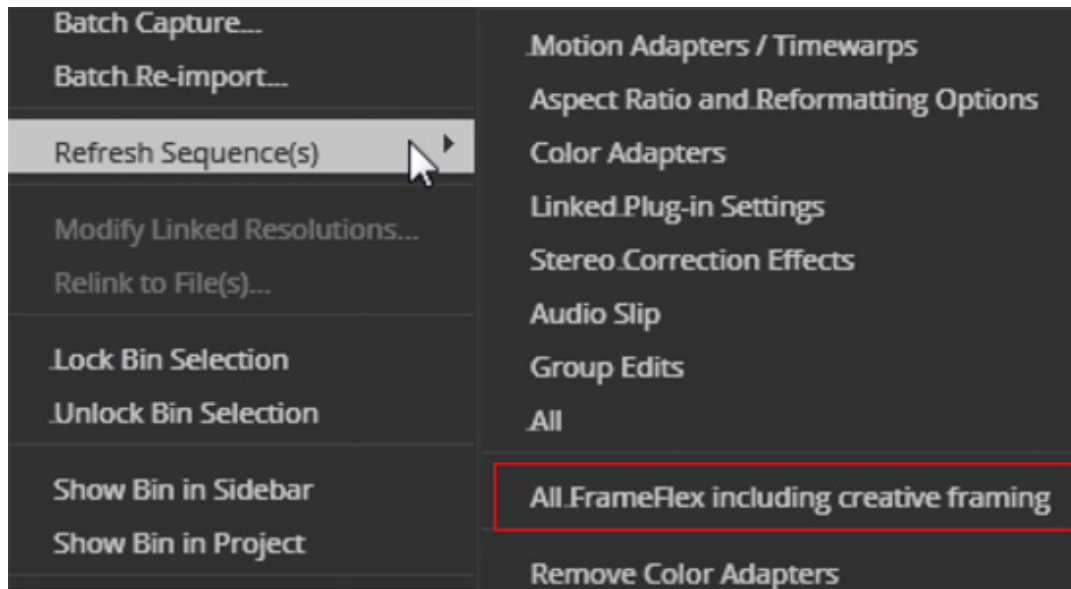 Batch Capture...
Batch Re-import...
Refresh Sequence(s)
Modify Linked Resolutions...
Relink to File(s)...
Lock Bin Selection
Unlock Bin Selection
Show Bin in Sidebar
Show Bin in Project
Motion Adapters / Timewarps
Aspect Ratio and Reformatting Options
Color Adapters
Linked Plug-in Settings
Stereo Correction Effects
Audio Slip
Group Edits
All
All FrameFlex including creative framing
Remove Color Adapters